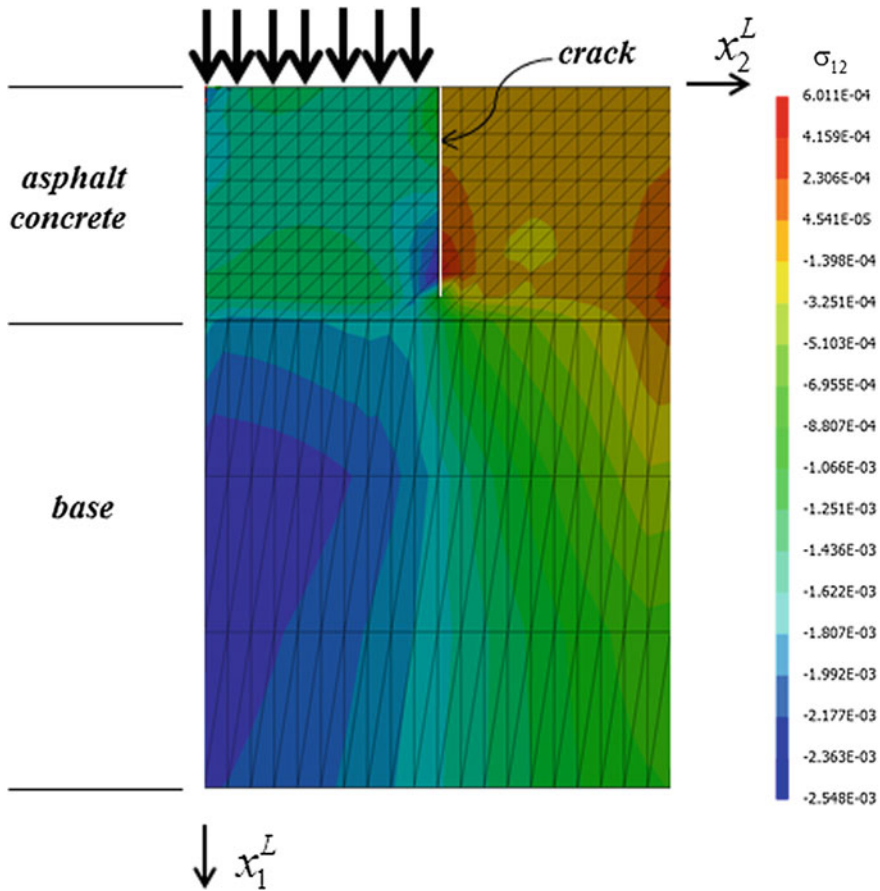 crack
x₂ᴸ
σ₁₂
6.011E-04
4.159E-04
2.306E-04
4.541E-05
-1.398E-04
-3.251E-04
-5.103E-04
-6.955E-04
-8.807E-04
-1.066E-03
-1.251E-03
-1.436E-03
-1.622E-03
-1.807E-03
-1.992E-03
-2.177E-03
-2.363E-03
-2.548E-03
asphalt
concrete
base
x₁ᴸ